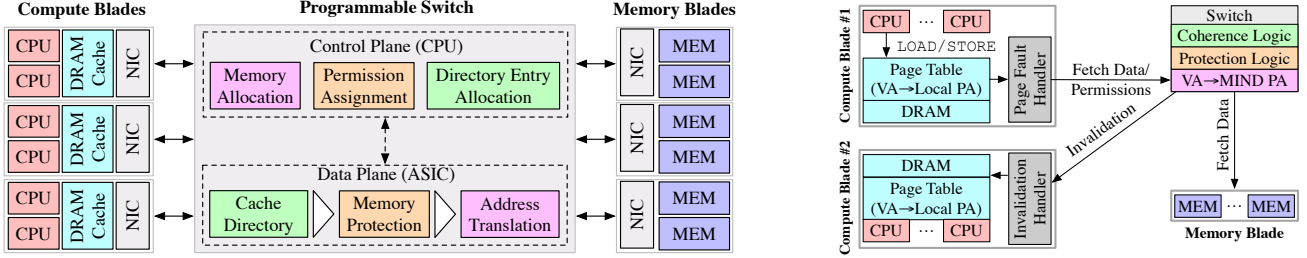 Compute Blades
Programmable Switch
Memory Blades
CPU
CPU
DRAM
Cache
NIC
CPU
CPU
DRAM
Cache
NIC
CPU
CPU
DRAM
Cache
NIC
Control Plane (CPU)
Memory
Allocation
Permission
Assignment
Directory Entry
Allocation
Data Plane (ASIC)
Cache
Directory
Memory
Protection
Address
Translation
NIC
MEM
MEM
NIC
MEM
MEM
NIC
MEM
MEM
Compute Blade #1
CPU ... CPU
LOAD/STORE
Page Table
(VA→Local PA)
DRAM
Page Fault
Handler
Fetch Data/
Permissions
Switch
Coherence Logic
Protection Logic
VA→MIND PA
Invalidation
Fetch Data
Compute Blade #2
DRAM
Page Table
(VA→Local PA)
CPU ... CPU
Invalidation
Handler
MEM ... MEM
Memory Blade